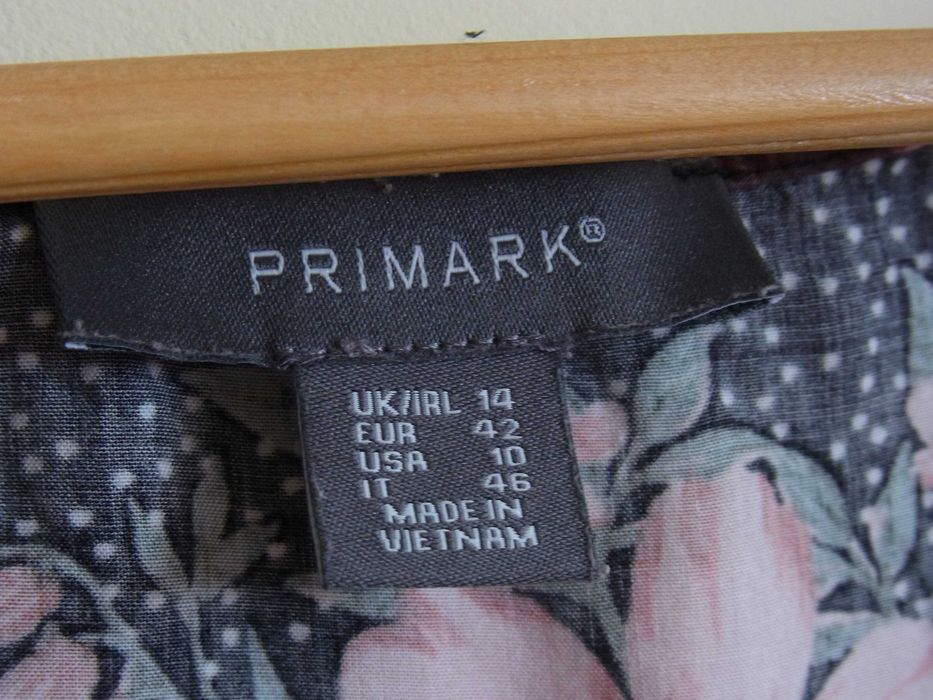 PRIMARK®
UK/IRL 14
EUR 42
USA 10
IT 46
MADE IN
VIETNAM